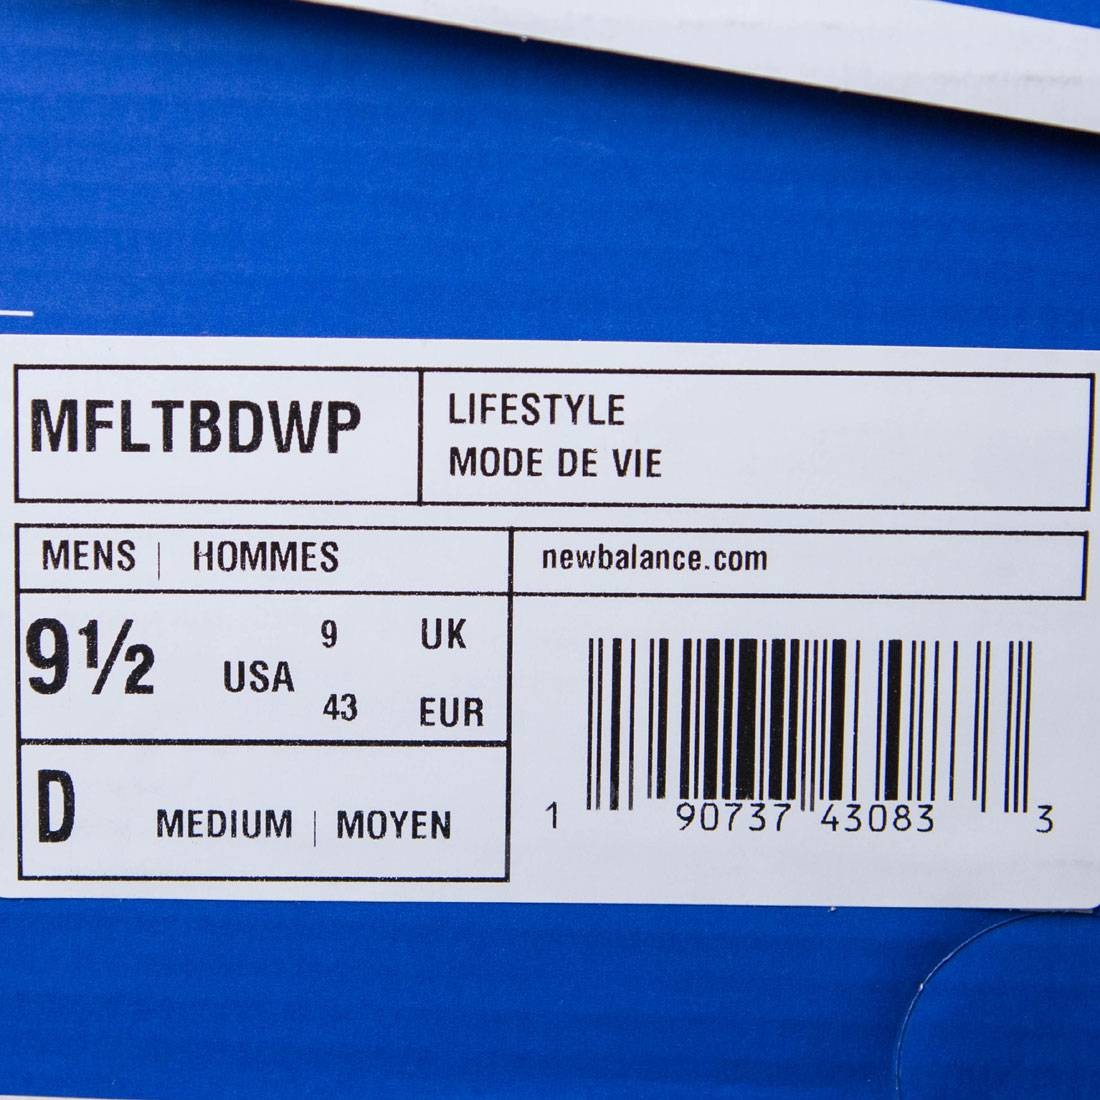 MFLTBDWP
LIFESTYLE
MODE DE VIE
MENS | HOMMES
newbalance.com
9½ USA
9 UK
43 EUR
D MEDIUM | MOYEN
1 90737 43083 3